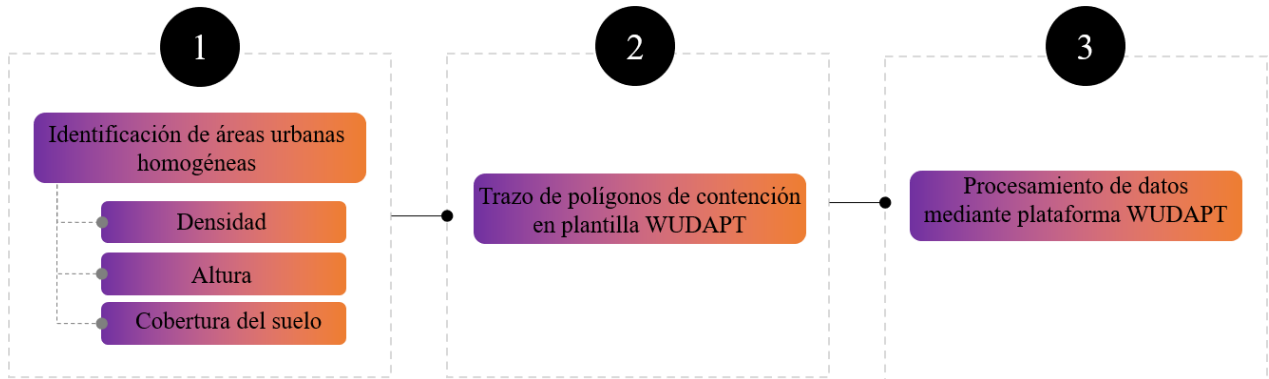 1
Identificación de áreas urbanas
homogéneas
Densidad
Altura
Cobertura del suelo
2
Trazo de polígonos de contención
en plantilla WUDAPT
3
Procesamiento de datos
mediante plataforma WUDAPT